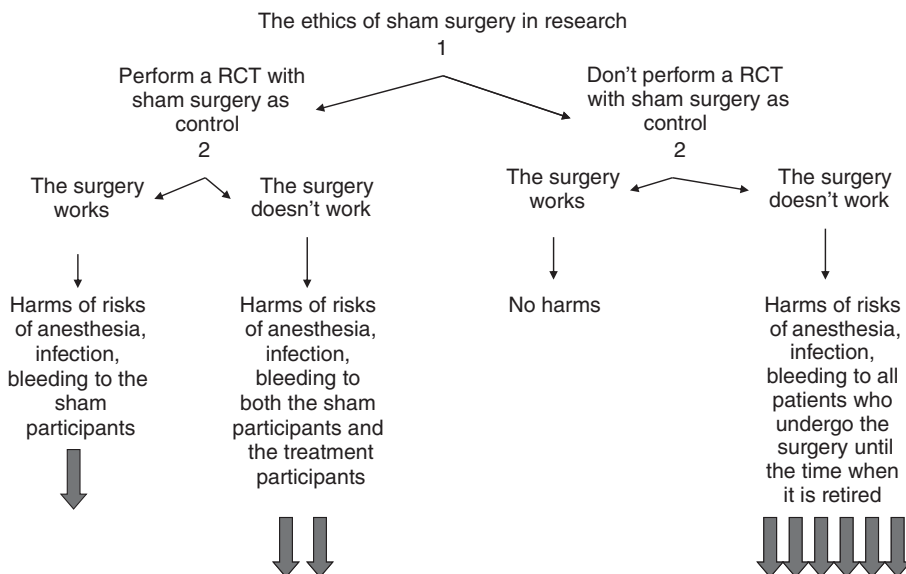 The ethics of sham surgery in research
1
Perform a RCT with
sham surgery as
control
2
Don't perform a RCT
with sham surgery as
control
2
The surgery
works
The surgery
doesn't work
The surgery
works
The surgery
doesn't work
Harms of risks
of anesthesia,
infection,
bleeding to the
sham
participants
Harms of risks
of anesthesia,
infection,
bleeding to
both the sham
participants and
the treatment
participants
No harms
Harms of risks
of anesthesia,
infection,
bleeding to all
patients who
undergo the
surgery until
the time when
it is retired